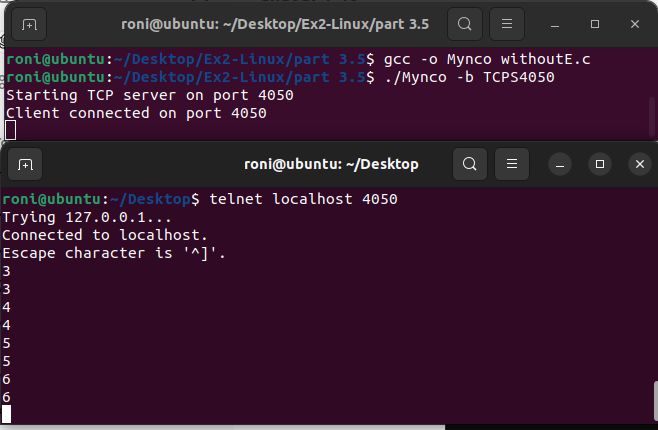 roni@ubuntu: ~/Desktop/Ex2-Linux/part 3.5
roni@ubuntu:~/Desktop/Ex2-Linux/part 3.5$ gcc -o Mynco withoutE.c
roni@ubuntu:~/Desktop/Ex2-Linux/part 3.5$ ./Mynco -b TCPS4050
Starting TCP server on port 4050
Client connected on port 4050
roni@ubuntu: ~/Desktop
roni@ubuntu:~/Desktop$ telnet localhost 4050
Trying 127.0.0.1...
Connected to localhost.
Escape character is '^]'.
3
3
4
4
5
5
6
6